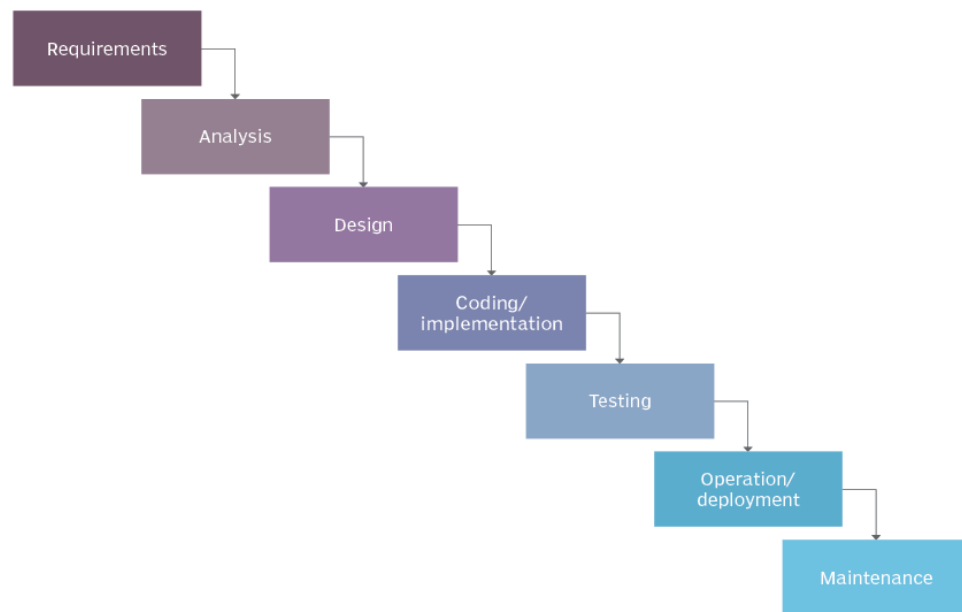 Requirements
Analysis
Design
Coding/
implementation
Testing
Operation/
deployment
Maintenance